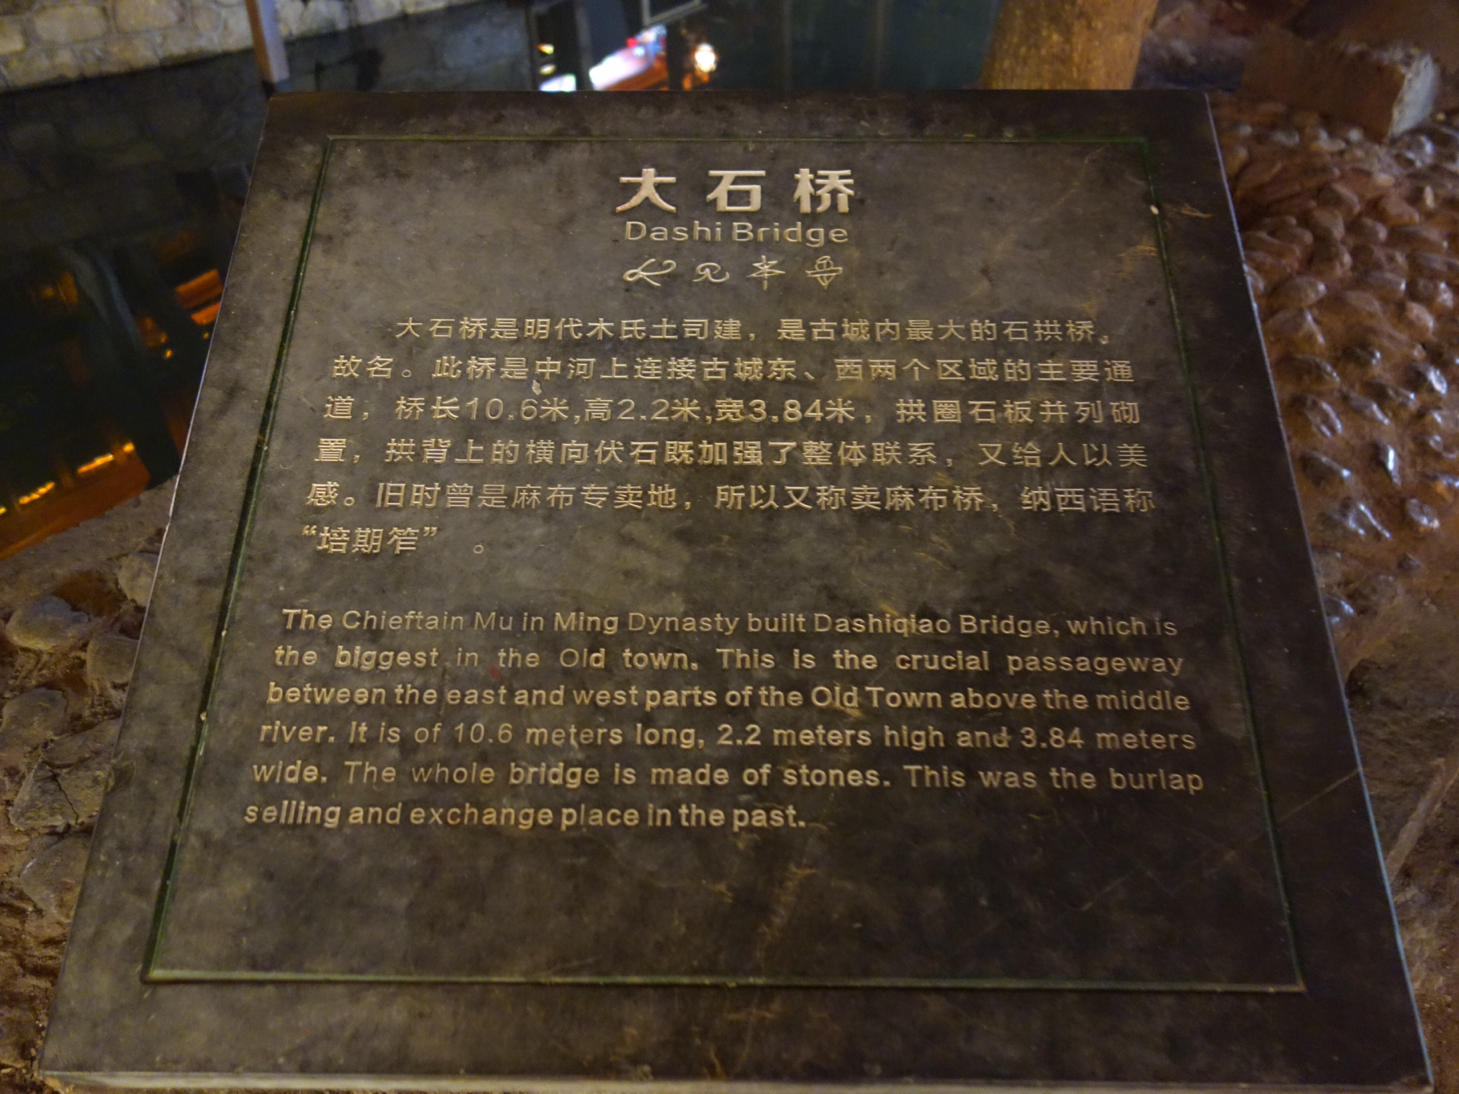 大石桥
Dashi Bridge
大石桥是明代木氏土司建，是古城内最大的石拱桥。
故名。此桥是中河上连接古城东、西两个区域的主要通
道，桥长10.6米,高2.2米,宽3.84米，拱圈石板并列砌
置，拱背上的横向伏石既加强了整体联系，又给人以美
感。旧时曾是麻布专卖地，所以又称卖麻布桥，纳西语称
“培期笮” 。
The Chieftain Mu in Ming Dynasty built Dashiqiao Bridge, which is
the biggest in the Old town. This is the crucial passageway
between the east and west parts of the Old Town above the middle
river. It is of 10.6 meters long, 2.2 meters high and 3.84 meters
wide. The whole bridge is made of stones. This was the burlap
selling and exchange place in the past.